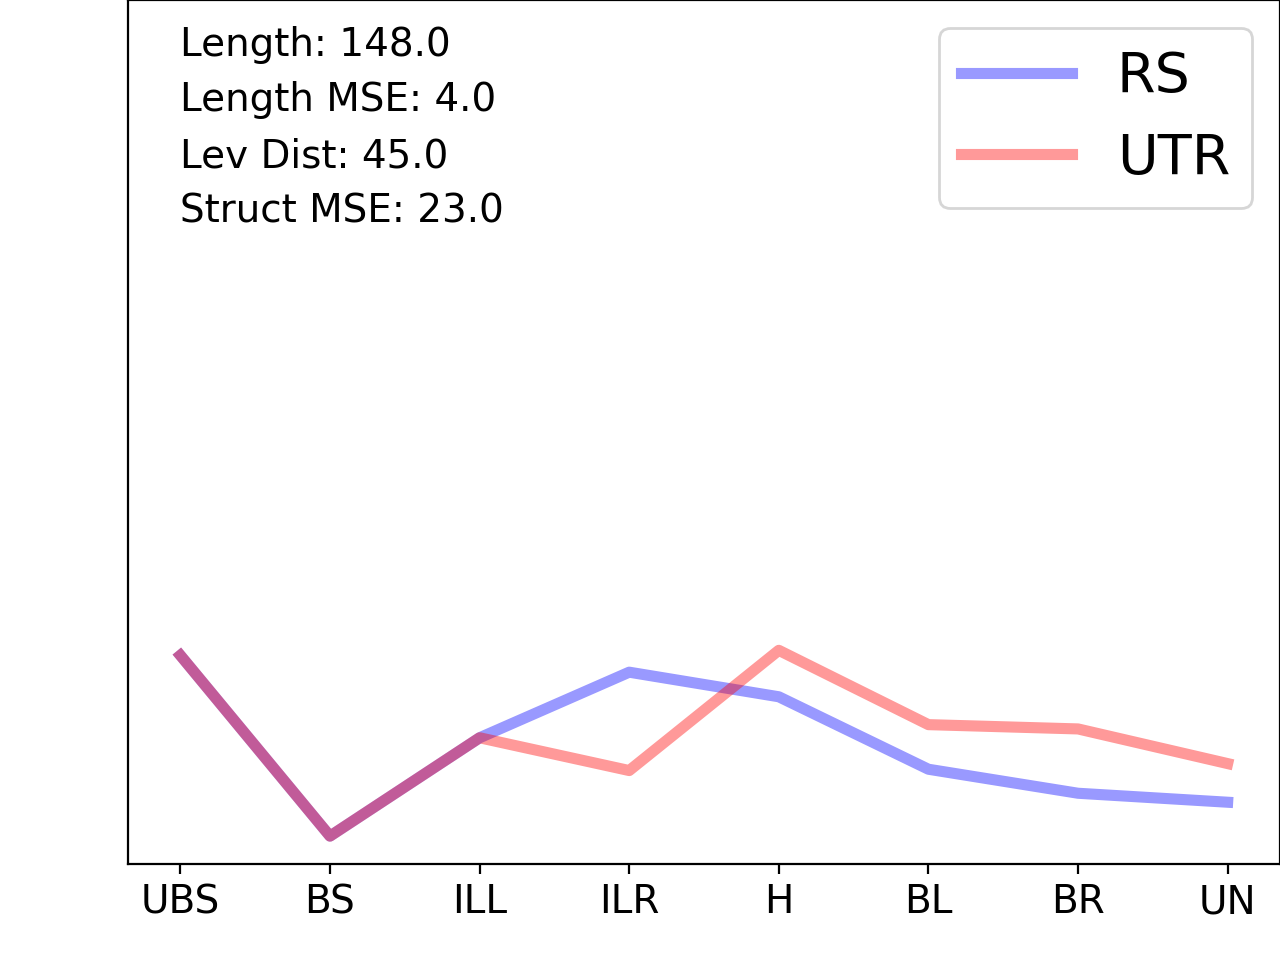 Length: 148.0
Length MSE: 4.0
Lev Dist: 45.0
Struct MSE: 23.0
RS
UTR
UBS BS ILL ILR H BL BR UN